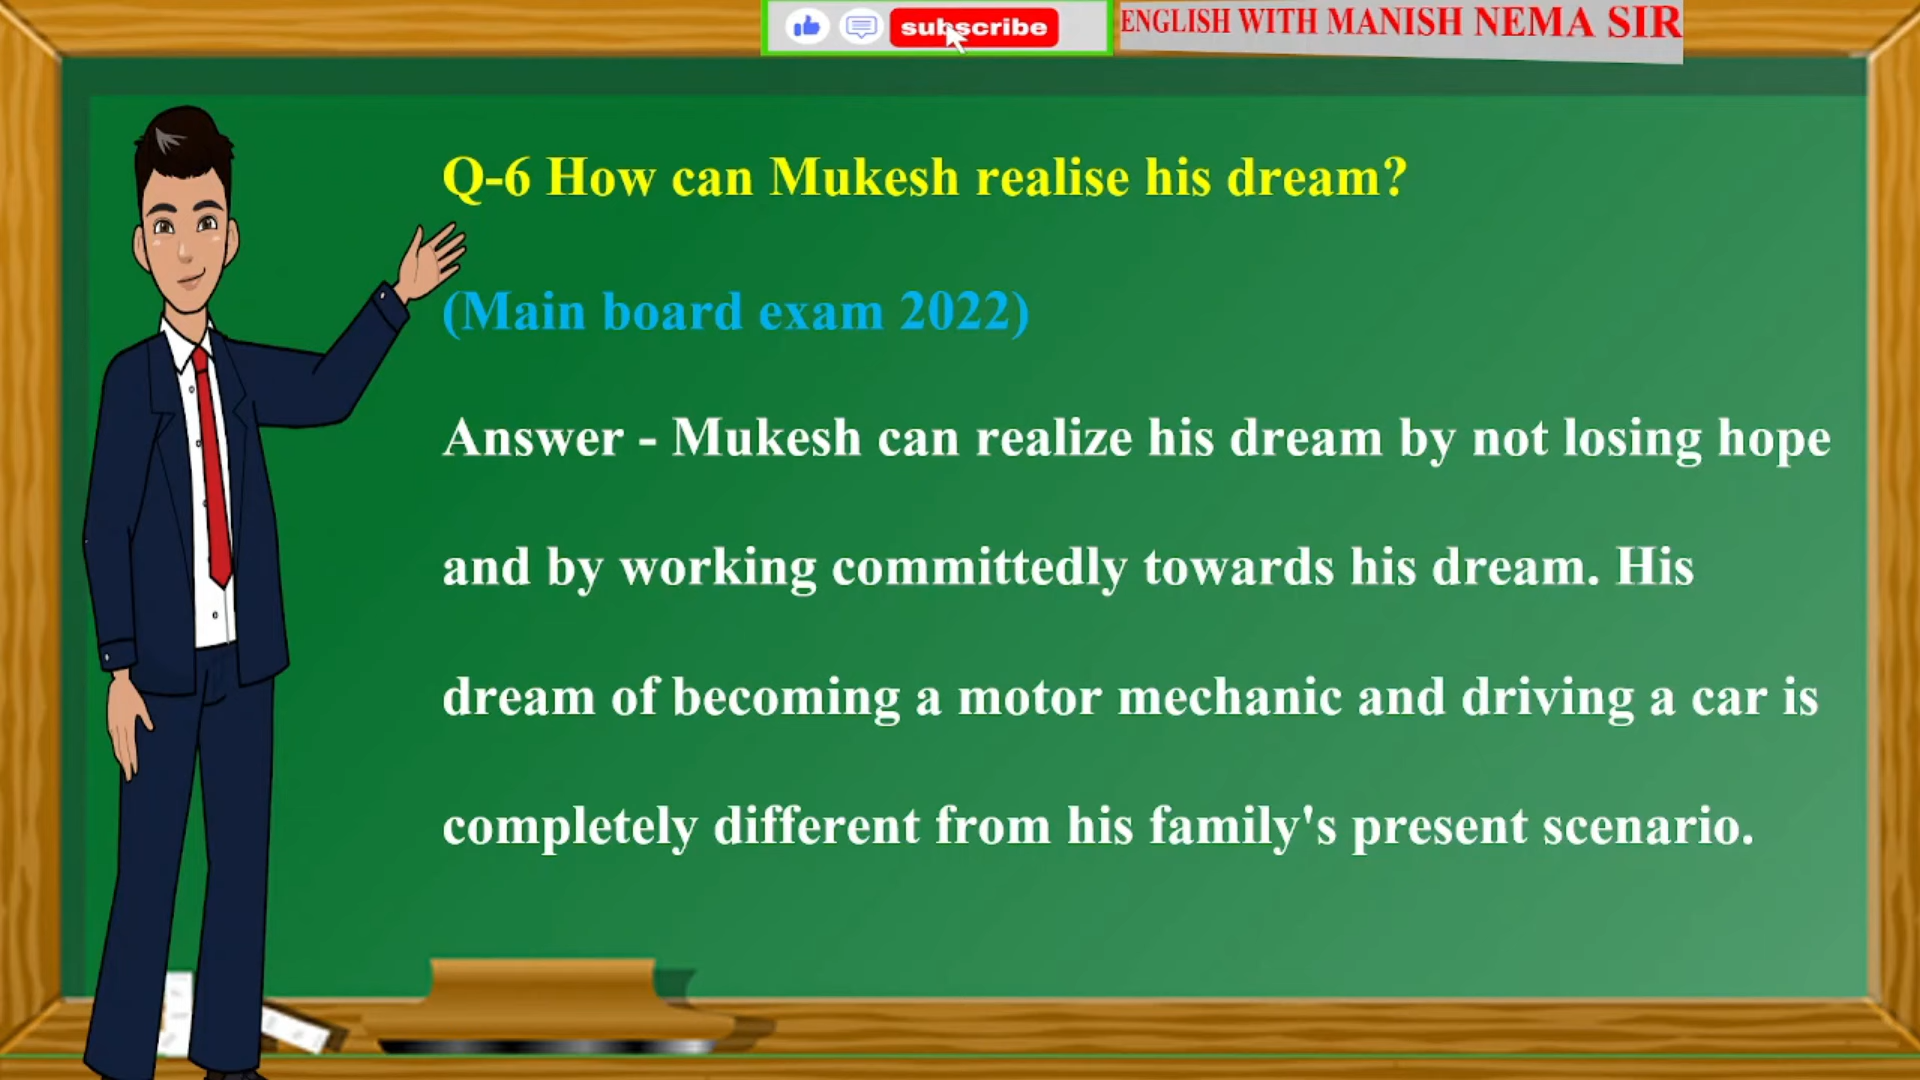 subscribe
ENGLISH WITH MANISH NEMA SIR
Q-6 How can Mukesh realise his dream?
(Main board exam 2022)
Answer - Mukesh can realize his dream by not losing hope
and by working committedly towards his dream. His
dream of becoming a motor mechanic and driving a car is
completely different from his family's present scenario.